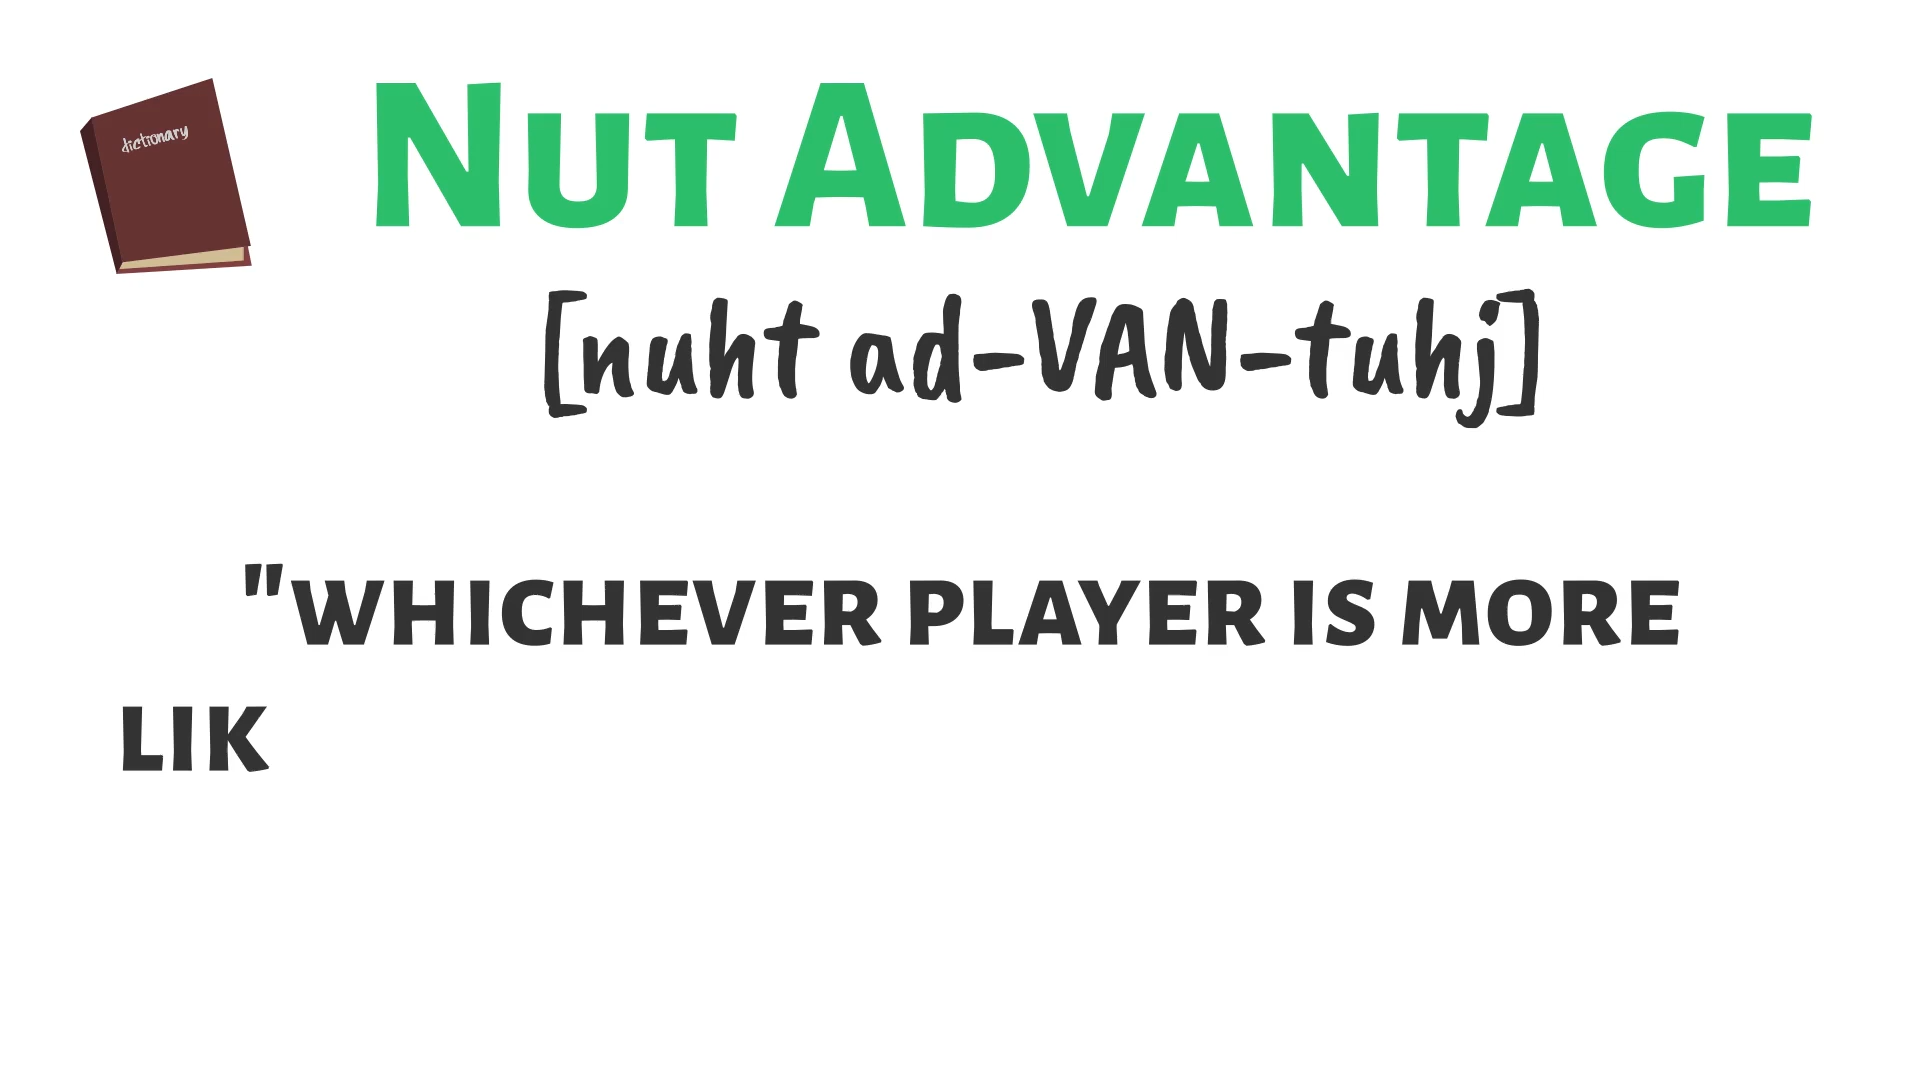 dictionary
Nut Advantage
[nuht ad-VAN-tuhj]
"WHICHEVER PLAYER IS MORE
LIK